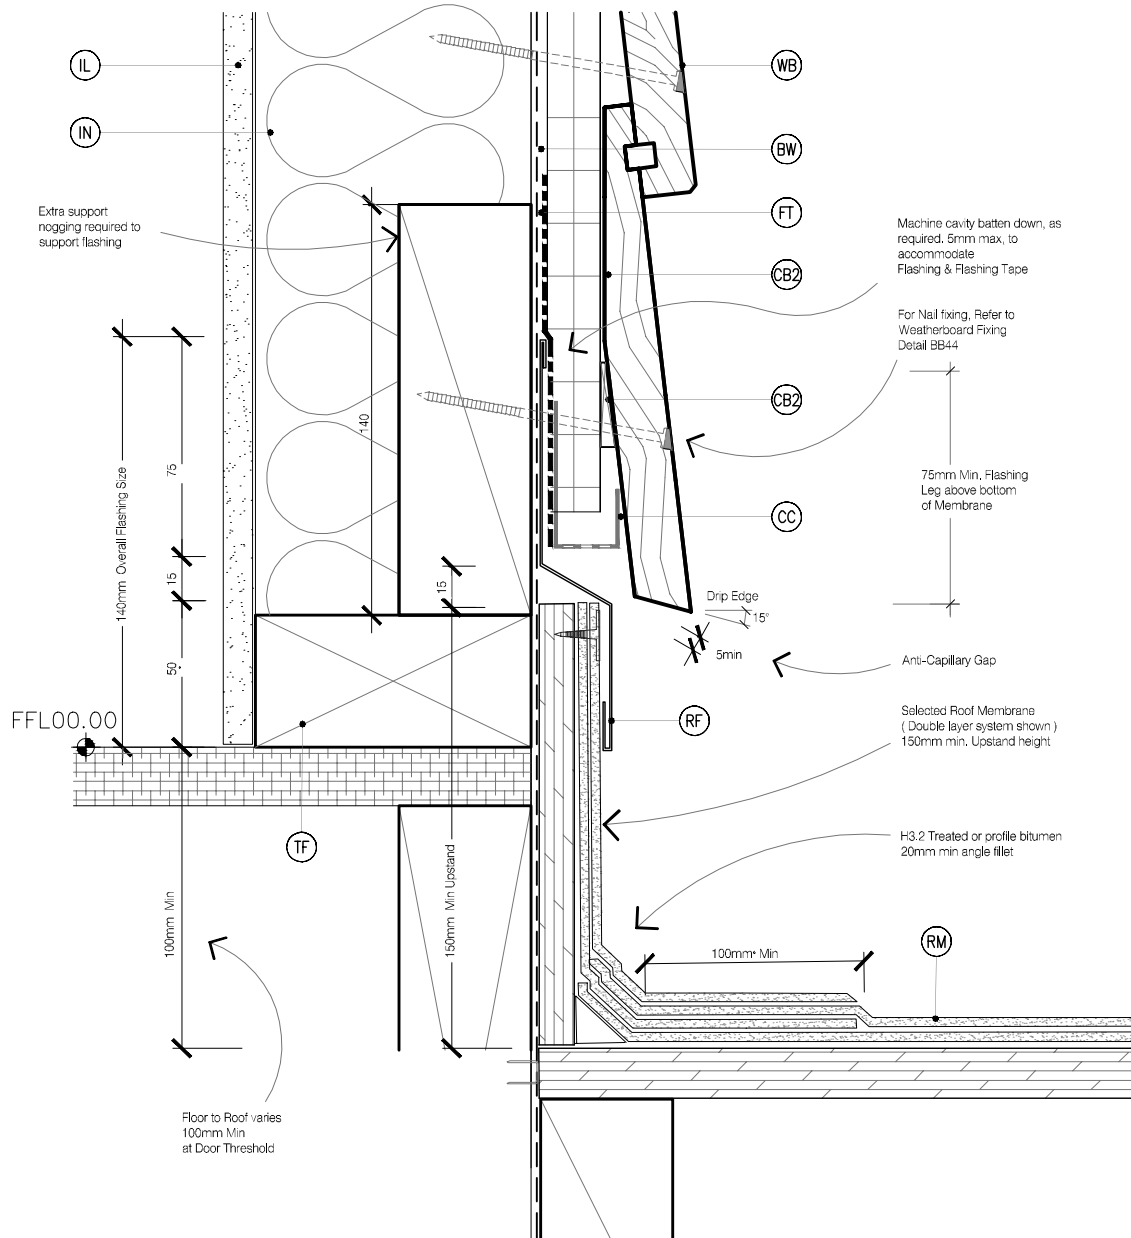 IL
IN
WB
BW
FT
CB2
CB2
CC
Extra support
nogging required to
support flashing
Machine cavity batten down, as
required. 5mm max, to
accommodate
Flashing & Flashing Tape
For Nail fixing, Refer to
Weatherboard Fixing
Detail BB44
75mm Min. Flashing
Leg above bottom
of Membrane
140mm Overall Flashing Size
75
15
50
140
15
Drip Edge
15°
5min
Anti-Capillary Gap
FFL00.00
RF
Selected Roof Membrane
( Double layer system shown )
150mm min. Upstand height
TF
H3.2 Treated or profile bitumen
20mm min angle fillet
100mm Min
150mm Min Upstand
100mm Min
RM
Floor to Roof varies
100mm Min
at Door Threshold